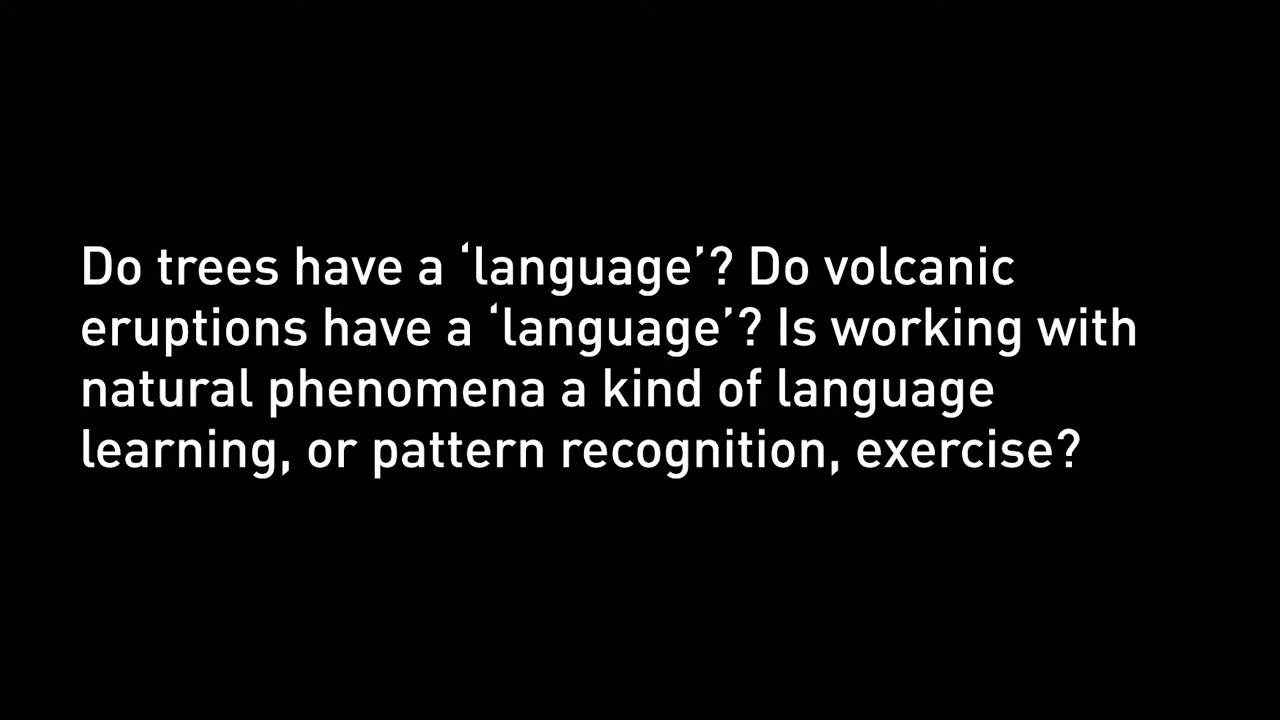 Do trees have a ‘language’? Do volcanic
eruptions have a ‘language’? Is working with
natural phenomena a kind of language
learning, or pattern recognition, exercise?